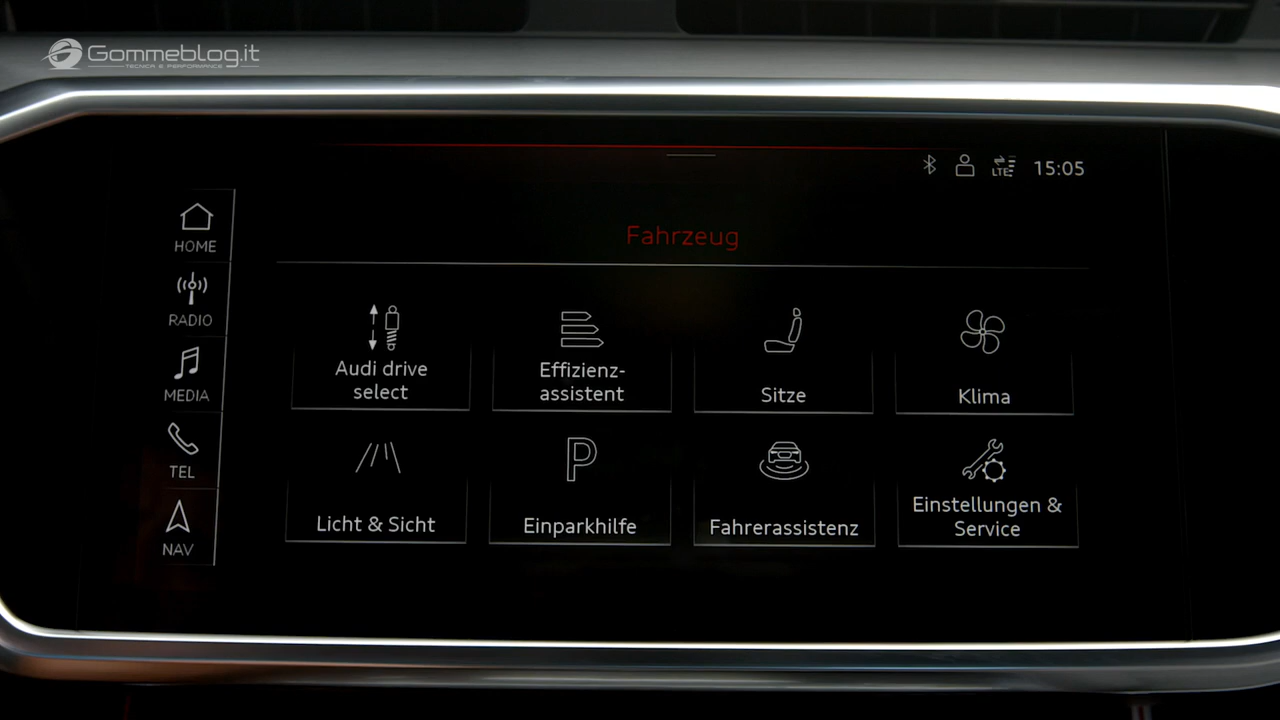 Gommeblog.it
TECNICA E PERFORMANCE
LTE
15:05
HOME
RADIO
MEDIA
TEL
NAV
Fahrzeug
Audi drive
select
Effizienz-
assistent
Sitze
Klima
Licht & Sicht
P
Einparkhilfe
Fahrerassistenz
Einstellungen &
Service